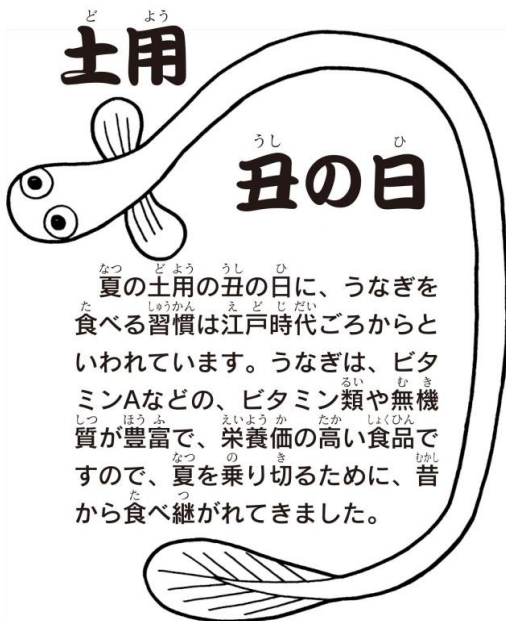 土用
丑の日
夏の土用の丑の日に、うなぎを
食べる習慣は江戸時代ごろからと
いわれています。うなぎは、ビタ
ミンAなどの、ビタミン類や無機
質が豊富で、栄養価の高い食品で
すので、夏を乗り切るために、昔
から食べ継がれてきました。